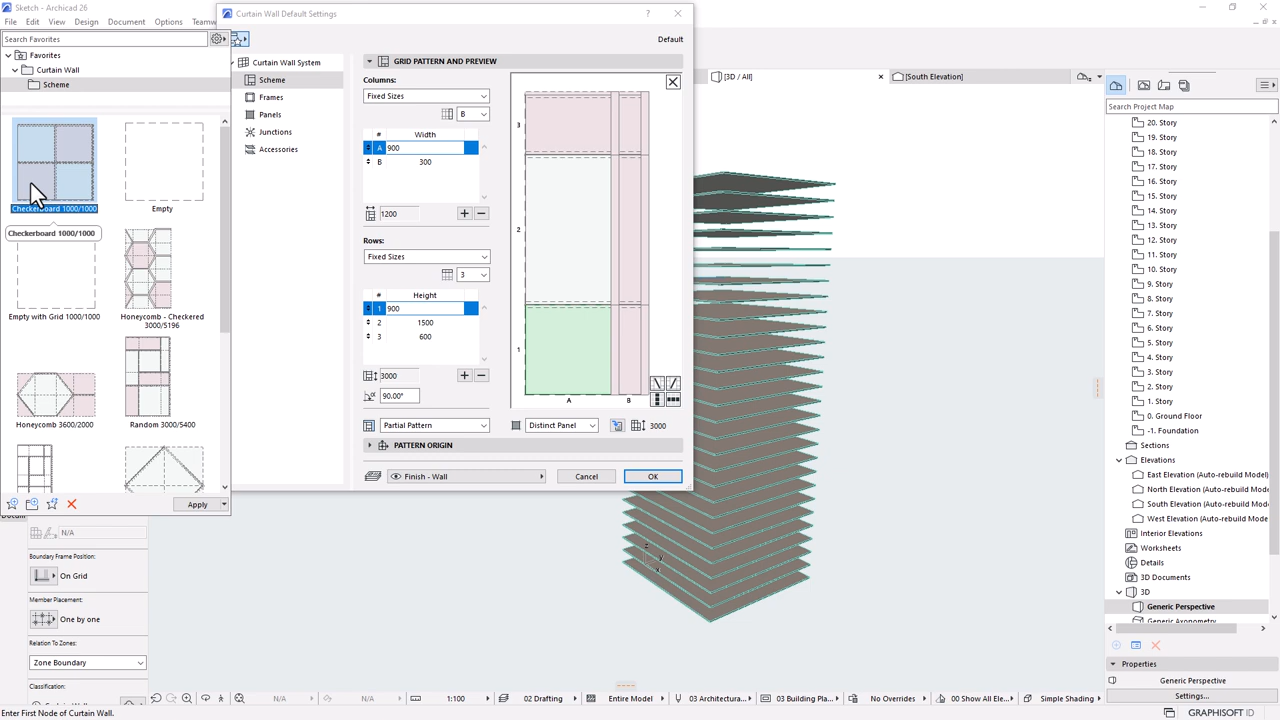 Sketch - Archicad 26
File Edit View Design Document Options Teamw
Search Favorites
Favorites
Curtain Wall
Scheme
Checkerboard 1000/1000
Empty
Checkerboard 1000/1000
Empty with Grid 1000/1000
Honeycomb - Checkered 3000/5196
Honeycomb 3600/2000
Random 3000/5400
Apply
N/A
Boundary Frame Position:
On Grid
Member Placement:
One by one
Relation To Zones:
Zone Boundary
Classification:
Enter First Node of Curtain Wall.
Curtain Wall Default Settings
?
Default
Curtain Wall System
Scheme
Frames
Panels
Junctions
Accessories
GRID PATTERN AND PREVIEW
Columns:
Fixed Sizes
B
# Width
A 900
B 300
1200
Rows:
Fixed Sizes
3
# Height
1 900
2 1500
3 600
3000
90.00°
Partial Pattern
3
2
1
A B
Distinct Panel
3000
PATTERN ORIGIN
Finish - Wall
Cancel
OK
[3D / All]
[South Elevation]
z
y
x
N/A
N/A
1:100
02 Drafting
Entire Model
03 Architectura...
03 Building Pla...
No Overrides
00 Show All Ele...
Simple Shading
Search Project Map
20. Story
19. Story
18. Story
17. Story
16. Story
15. Story
14. Story
13. Story
12. Story
11. Story
10. Story
9. Story
8. Story
7. Story
6. Story
5. Story
4. Story
3. Story
2. Story
1. Story
0. Ground Floor
-1. Foundation
Sections
Elevations
East Elevation (Auto-rebuild Model
North Elevation (Auto-rebuild Mode
South Elevation (Auto-rebuild Mode
West Elevation (Auto-rebuild Mode
Interior Elevations
Worksheets
Details
3D Documents
3D
Generic Perspective
Generic Axonometry
Properties
Generic Perspective
Settings...
GRAPHISOFT ID